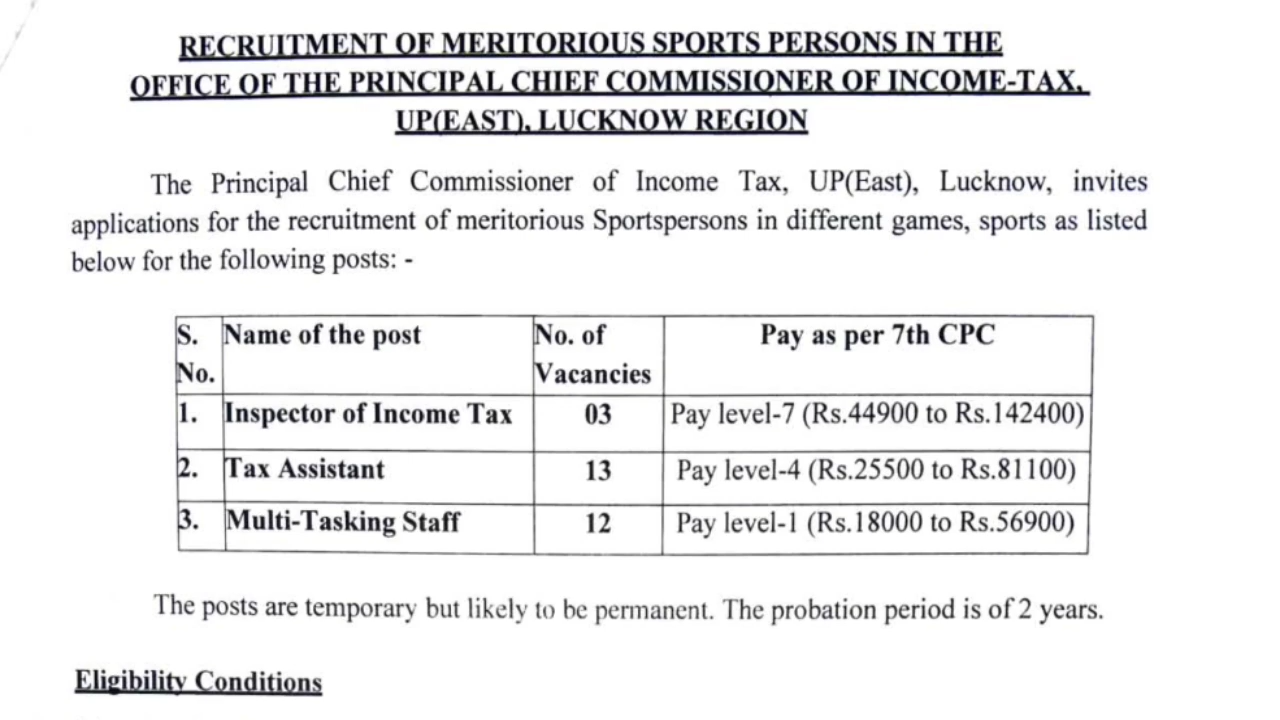 RECRUITMENT OF MERITORIOUS SPORTS PERSONS IN THE
OFFICE OF THE PRINCIPAL CHIEF COMMISSIONER OF INCOME-TAX,
UP(EAST), LUCKNOW REGION
The Principal Chief Commissioner of Income Tax, UP(East), Lucknow, invites
applications for the recruitment of meritorious Sportspersons in different games, sports as listed
below for the following posts: -
S. No. Name of the post No. of Vacancies Pay as per 7th CPC
1. Inspector of Income Tax 03 Pay level-7 (Rs.44900 to Rs.142400)
2. Tax Assistant 13 Pay level-4 (Rs.25500 to Rs.81100)
3. Multi-Tasking Staff 12 Pay level-1 (Rs.18000 to Rs.56900)
The posts are temporary but likely to be permanent. The probation period is of 2 years.
Eligibility Conditions